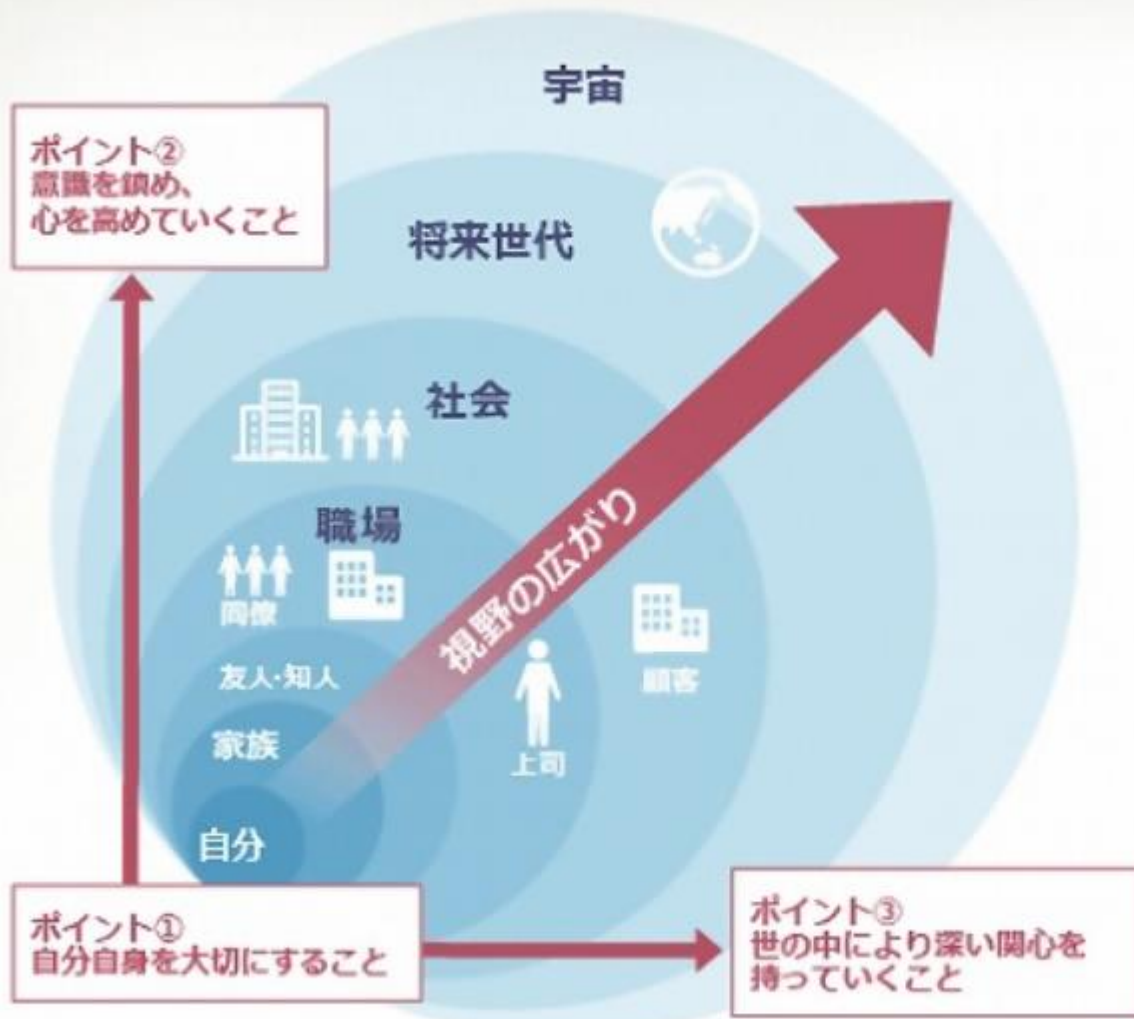 宇宙
ポイント②
意識を鎮め、
心を高めていくこと
将来世代
社会
職場
視野の広がり
同僚
顧客
友人・知人
上司
家族
自分
ポイント①
自分自身を大切にすること
ポイント③
世の中により深い関心を
持っていくこと